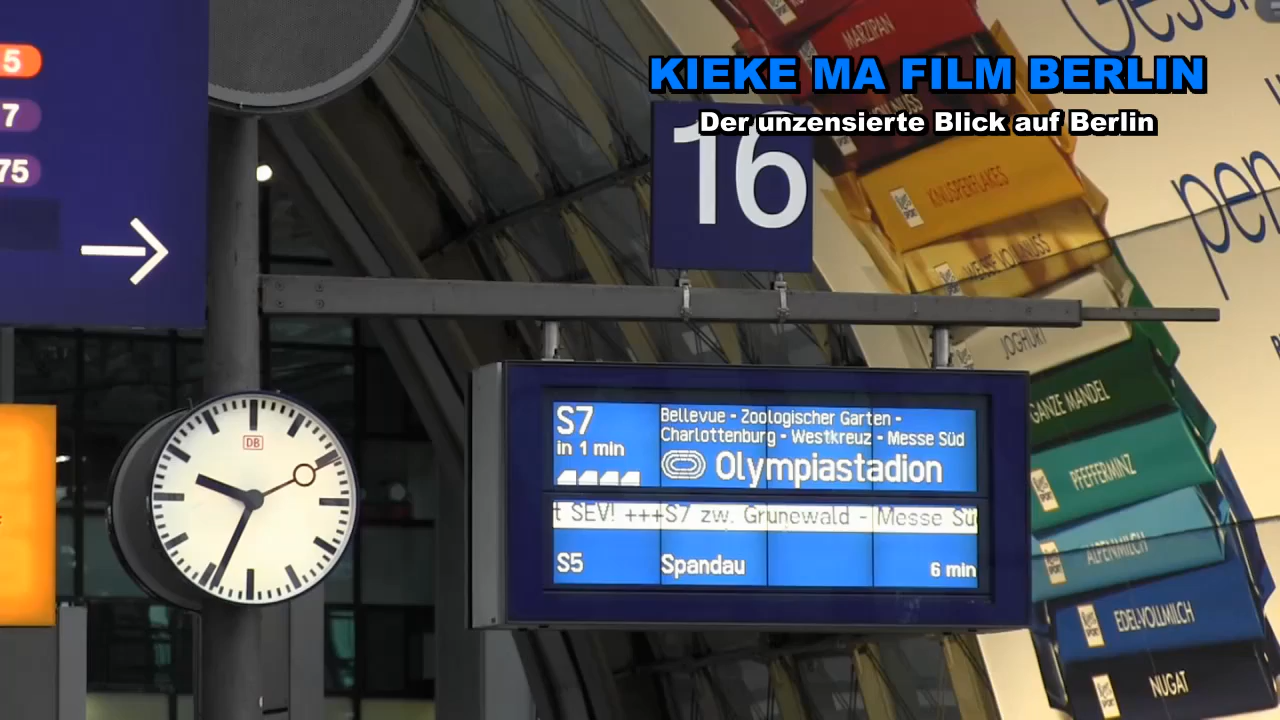 5
7
75
KIEKE MA FILM BERLIN
Der unzensierte Blick auf Berlin
16
DB
S7
in 1 min
Bellevue - Zoologischer Garten -
Charlottenburg - Westkreuz - Messe Süd
Olympiastadion
t SEV! +++S7 zw. Grunewald - Messe Sü
S5 Spandau 6 min
MARZIPAN
KNUSPERFLAKES
WEISSE VOLLNUSS
JOGHURT
GANZE MANDEL
PFEFFERMINZ
ALPENMILCH
EDEL-VOLLMILCH
NUGAT